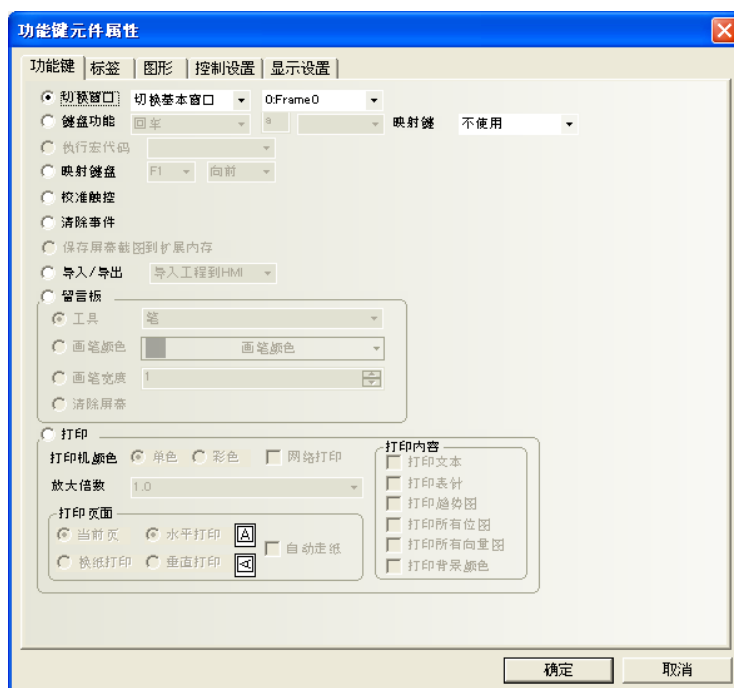 功能键元件属性
功能键 标签 图形 控制设置 显示设置
切换窗口 切换基本窗口 0:Frame0
键盘功能 回车 a 映射键 不使用
执行宏代码
映射键盘 F1 向前
校准触控
清除事件
保存屏幕截图到扩展内存
导入/导出 导入工程到HMI
留言板
工具 笔
画笔颜色 画笔颜色
画笔宽度 1
清除屏幕
打印
打印机颜色 单色 彩色 网络打印
放大倍数 1.0
打印页面
当前页 水平打印 A 自动走纸
换纸打印 垂直打印 A
打印内容
打印文本
打印表针
打印趋势图
打印所有位图
打印所有向量图
打印背景颜色
确定 取消